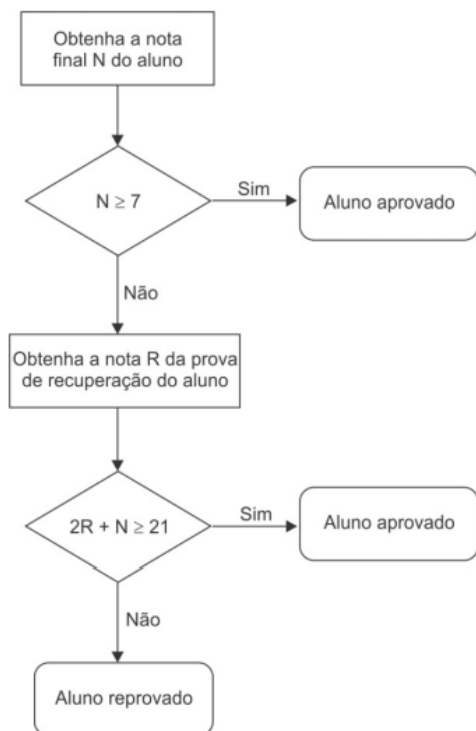 Obtenha a nota
final N do aluno
N ≥ 7
Sim
Aluno aprovado
Não
Obtenha a nota R da prova
de recuperação do aluno
2R + N ≥ 21
Sim
Aluno aprovado
Não
Aluno reprovado